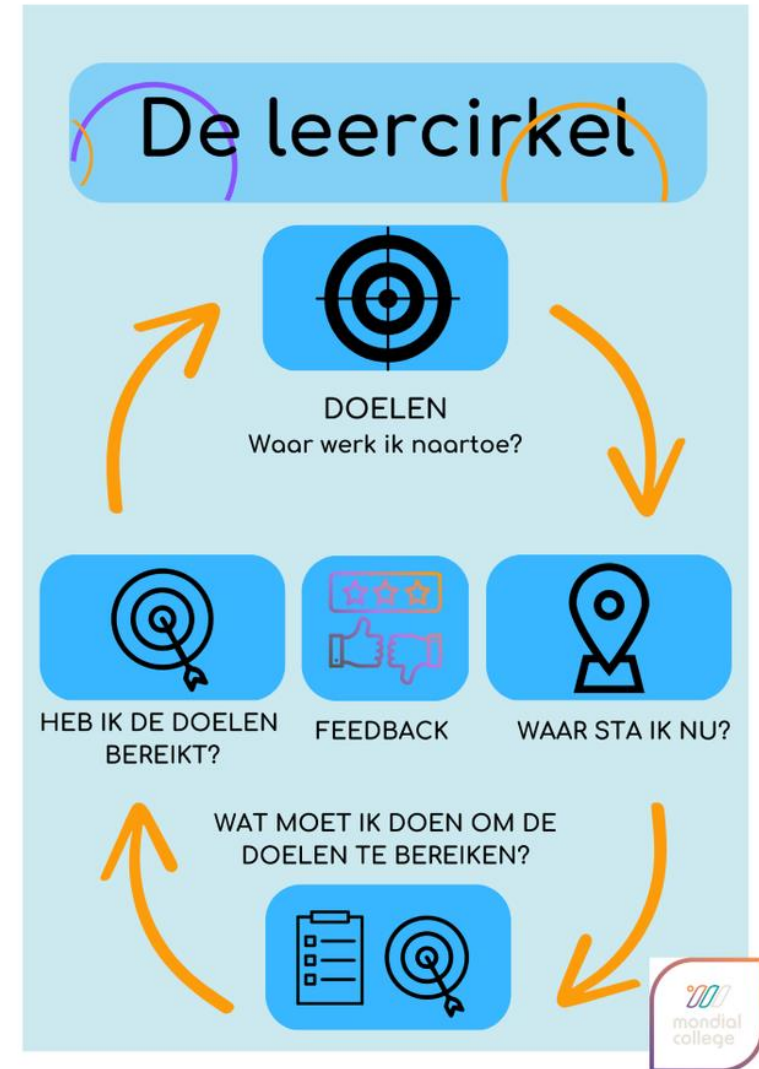 De leercirkel
DOELEN
Waar werk ik naartoe?
HEB IK DE DOELEN
BEREIKT?
FEEDBACK
WAAR STA IK NU?
WAT MOET IK DOEN OM DE
DOELEN TE BEREIKEN?
mondial
college